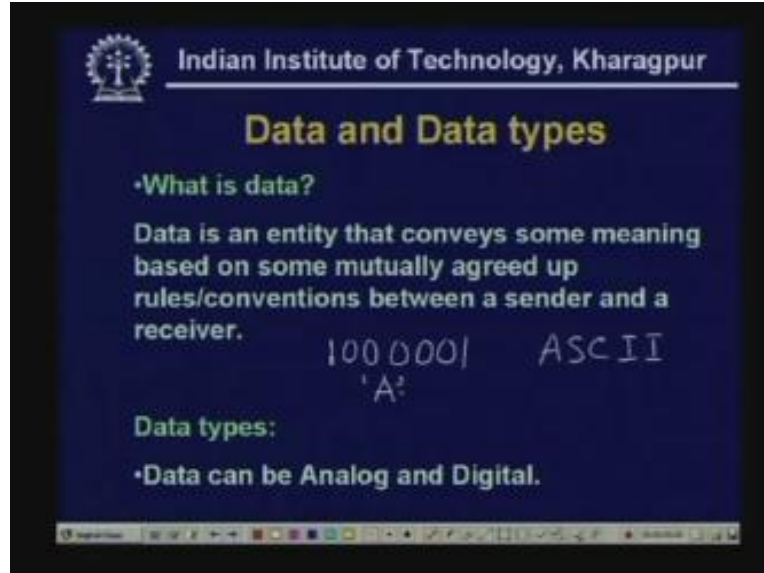 Indian Institute of Technology, Kharagpur
Data and Data types
•What is data?
Data is an entity that conveys some meaning
based on some mutually agreed up
rules/conventions between a sender and a
receiver.
1000001 ASCII
'A'
Data types:
•Data can be Analog and Digital.